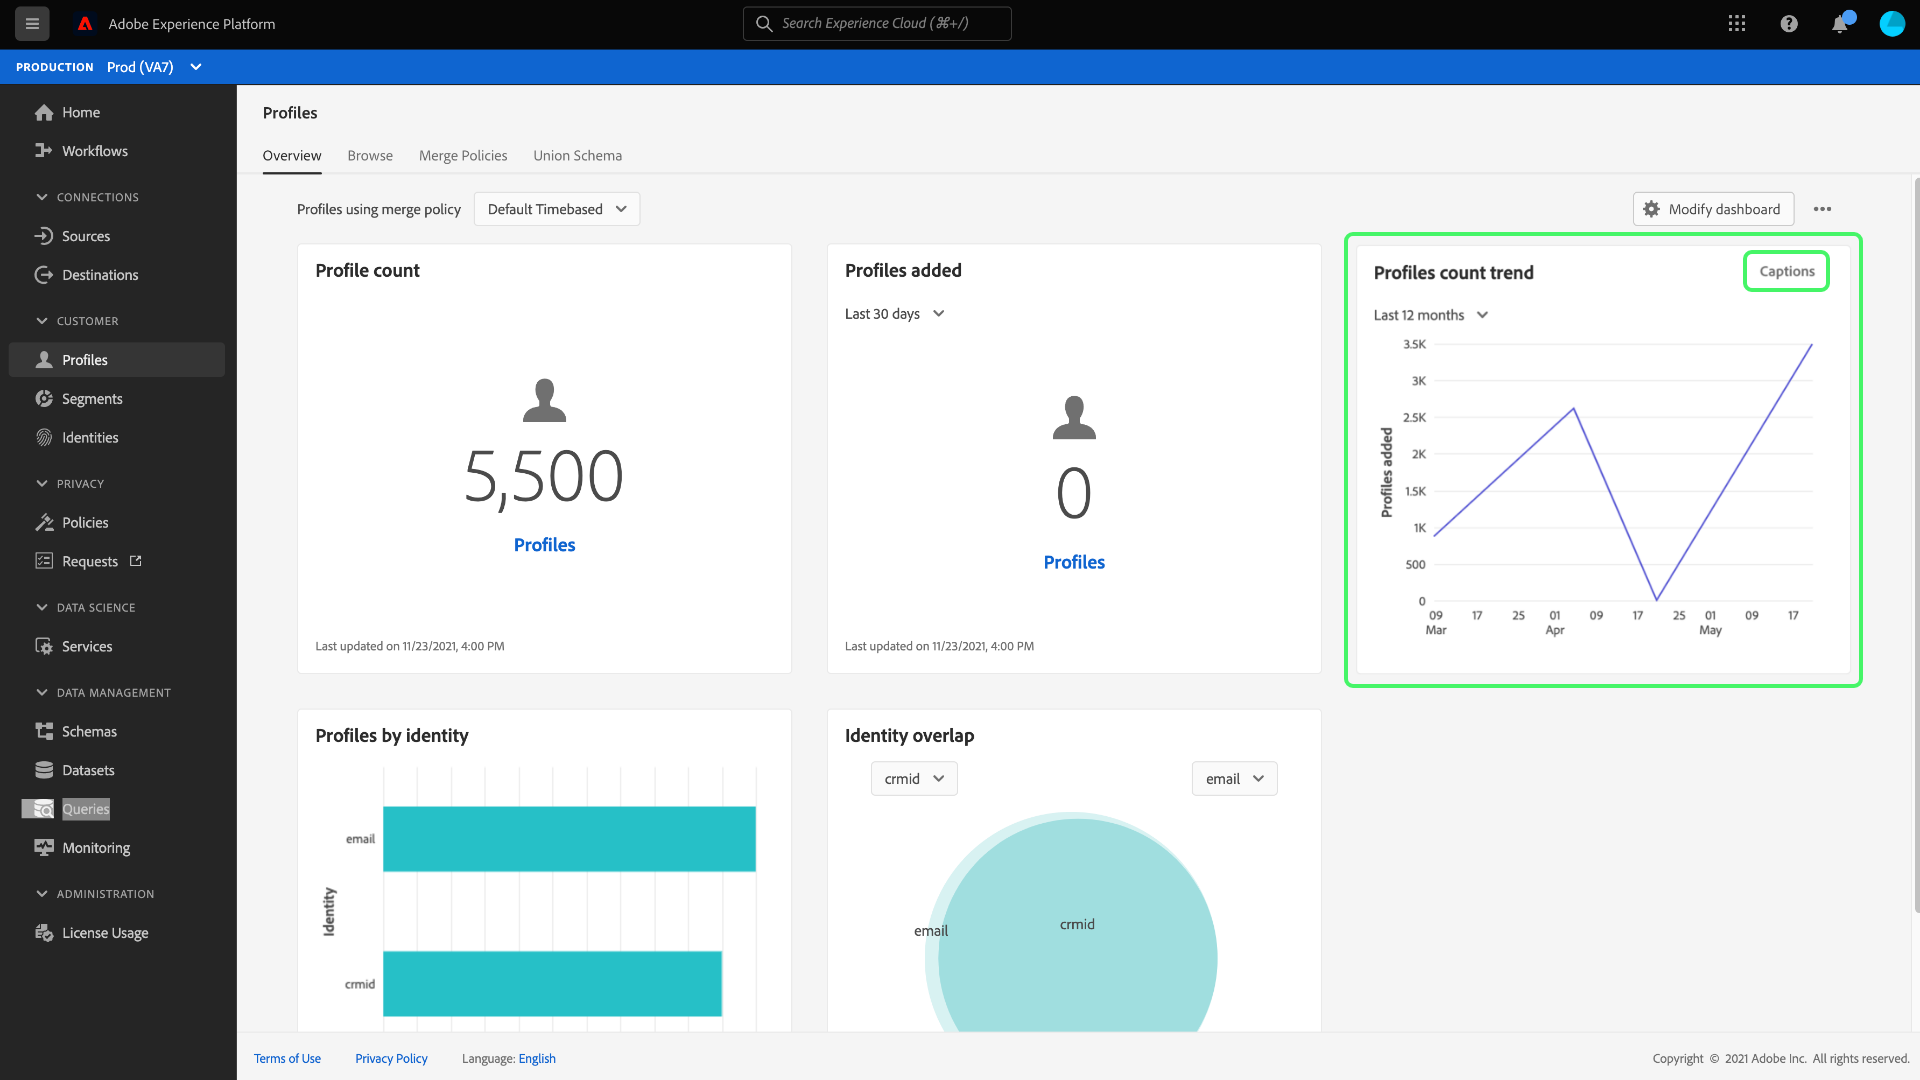 Adobe Experience Platform
Search Experience Cloud (⌘+/)
PRODUCTION Prod (VA7)
Home
Workflows
CONNECTIONS
Sources
Destinations
CUSTOMER
Profiles
Segments
Identities
PRIVACY
Policies
Requests
DATA SCIENCE
Services
DATA MANAGEMENT
Schemas
Datasets
Queries
Monitoring
ADMINISTRATION
License Usage
Profiles
Overview Browse Merge Policies Union Schema
Profiles using merge policy Default Timebased
Modify dashboard
Profile count
5,500
Profiles
Last updated on 11/23/2021, 4:00 PM
Profiles added
Last 30 days
0
Profiles
Last updated on 11/23/2021, 4:00 PM
Profiles count trend
Captions
Last 12 months
Profiles added
3.5K
3K
2.5K
2K
1.5K
1K
500
0
09 17 25 01 09 17 25 01 09 17
Mar Apr May
Profiles by identity
Identity
email
crmid
Identity overlap
crmid email
email
crmid
Terms of Use Privacy Policy Language: English
Copyright © 2021 Adobe Inc. All rights reserved.